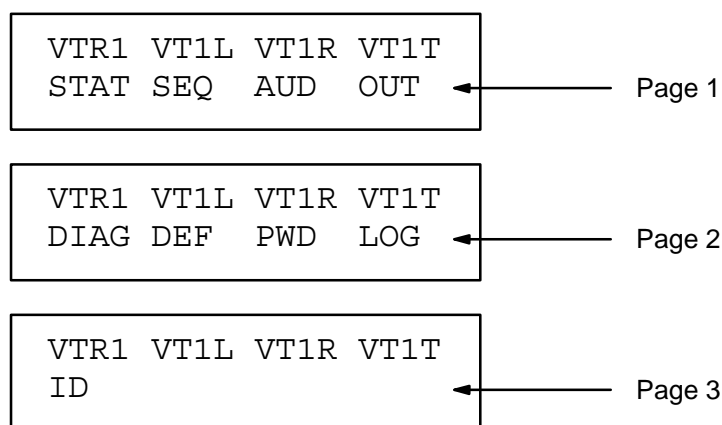 VTR1 VT1L VT1R VT1T
STAT SEQ AUD OUT
Page 1
VTR1 VT1L VT1R VT1T
DIAG DEF PWD LOG
Page 2
VTR1 VT1L VT1R VT1T
ID
Page 3